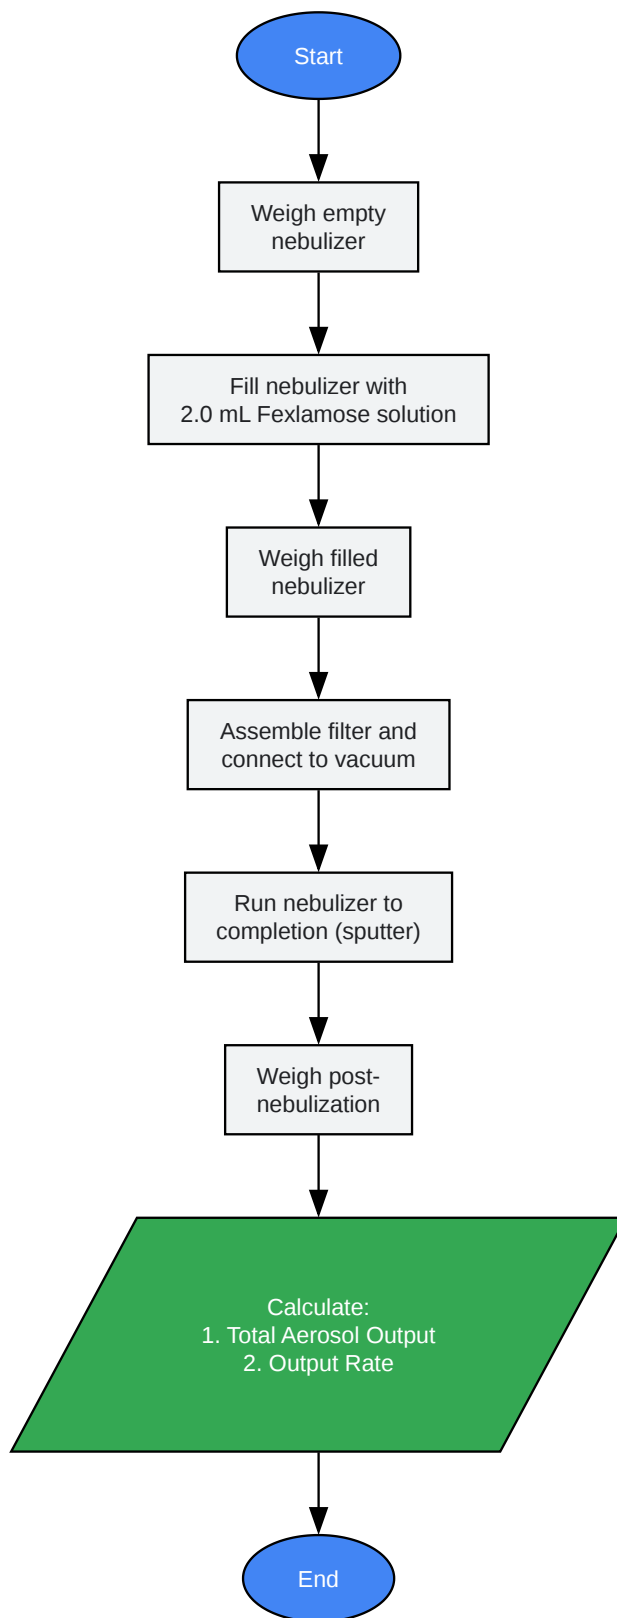 Start
Weigh empty
nebulizer
Fill nebulizer with
2.0 mL Fexlamose solution
Weigh filled
nebulizer
Assemble filter and
connect to vacuum
Run nebulizer to
completion (sputter)
Weigh post-
nebulization
Calculate:
1. Total Aerosol Output
2. Output Rate
End